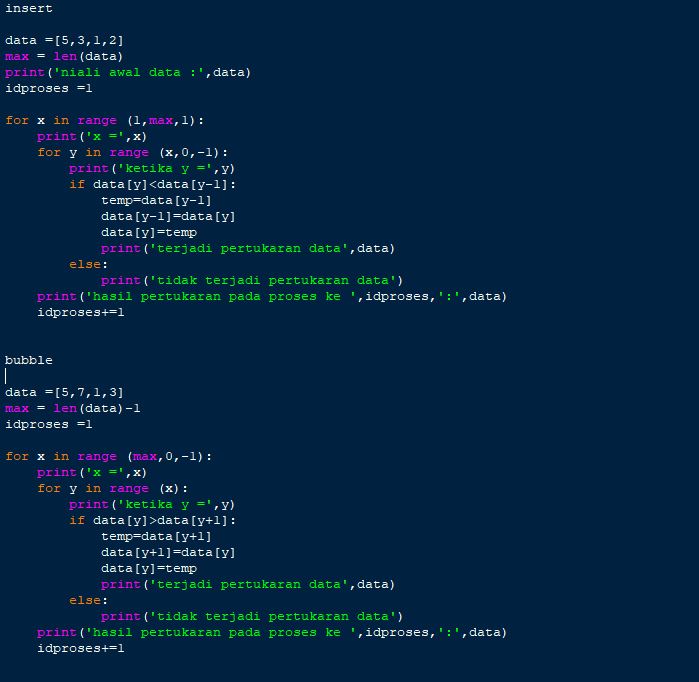 insert

data =[5,3,1,2]
max = len(data)
print('niali awal data :',data)
idproses =1

for x in range (1,max,1):
    print('x =',x)
    for y in range (x,0,-1):
        print('ketika y =',y)
        if data[y]<data[y-1]:
            temp=data[y-1]
            data[y-1]=data[y]
            data[y]=temp
            print('terjadi pertukaran data',data)
        else:
            print('tidak terjadi pertukaran data')
    print('hasil pertukaran pada proses ke ',idproses,':',data)
    idproses+=1


bubble

data =[5,7,1,3]
max = len(data)-1
idproses =1

for x in range (max,0,-1):
    print('x =',x)
    for y in range (x):
        print('ketika y =',y)
        if data[y]>data[y+1]:
            temp=data[y+1]
            data[y+1]=data[y]
            data[y]=temp
            print('terjadi pertukaran data',data)
        else:
            print('tidak terjadi pertukaran data')
    print('hasil pertukaran pada proses ke ',idproses,':',data)
    idproses+=1